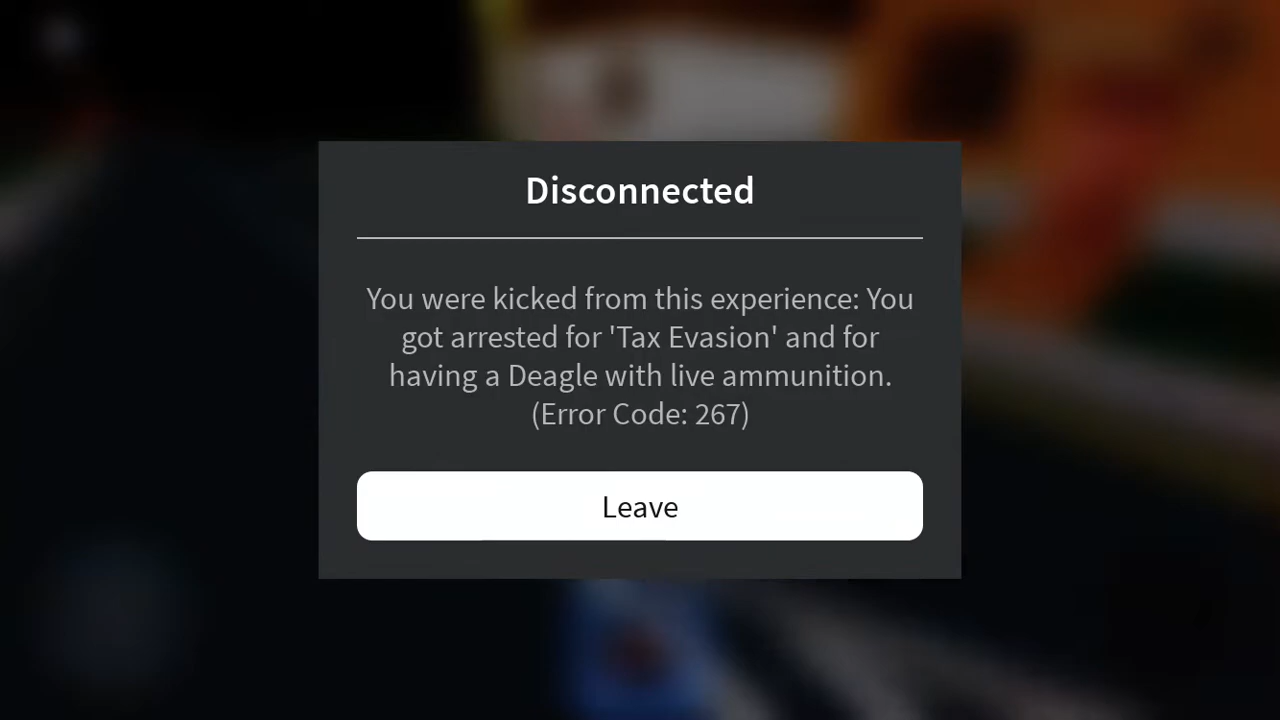 Disconnected
You were kicked from this experience: You
got arrested for 'Tax Evasion' and for
having a Deagle with live ammunition.
(Error Code: 267)
Leave